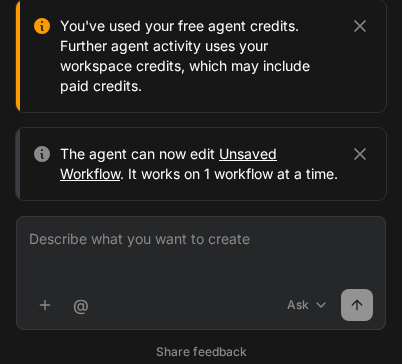 You've used your free agent credits.
Further agent activity uses your
workspace credits, which may include
paid credits.
The agent can now edit Unsaved
Workflow. It works on 1 workflow at a time.
Describe what you want to create
@
Ask
Share feedback